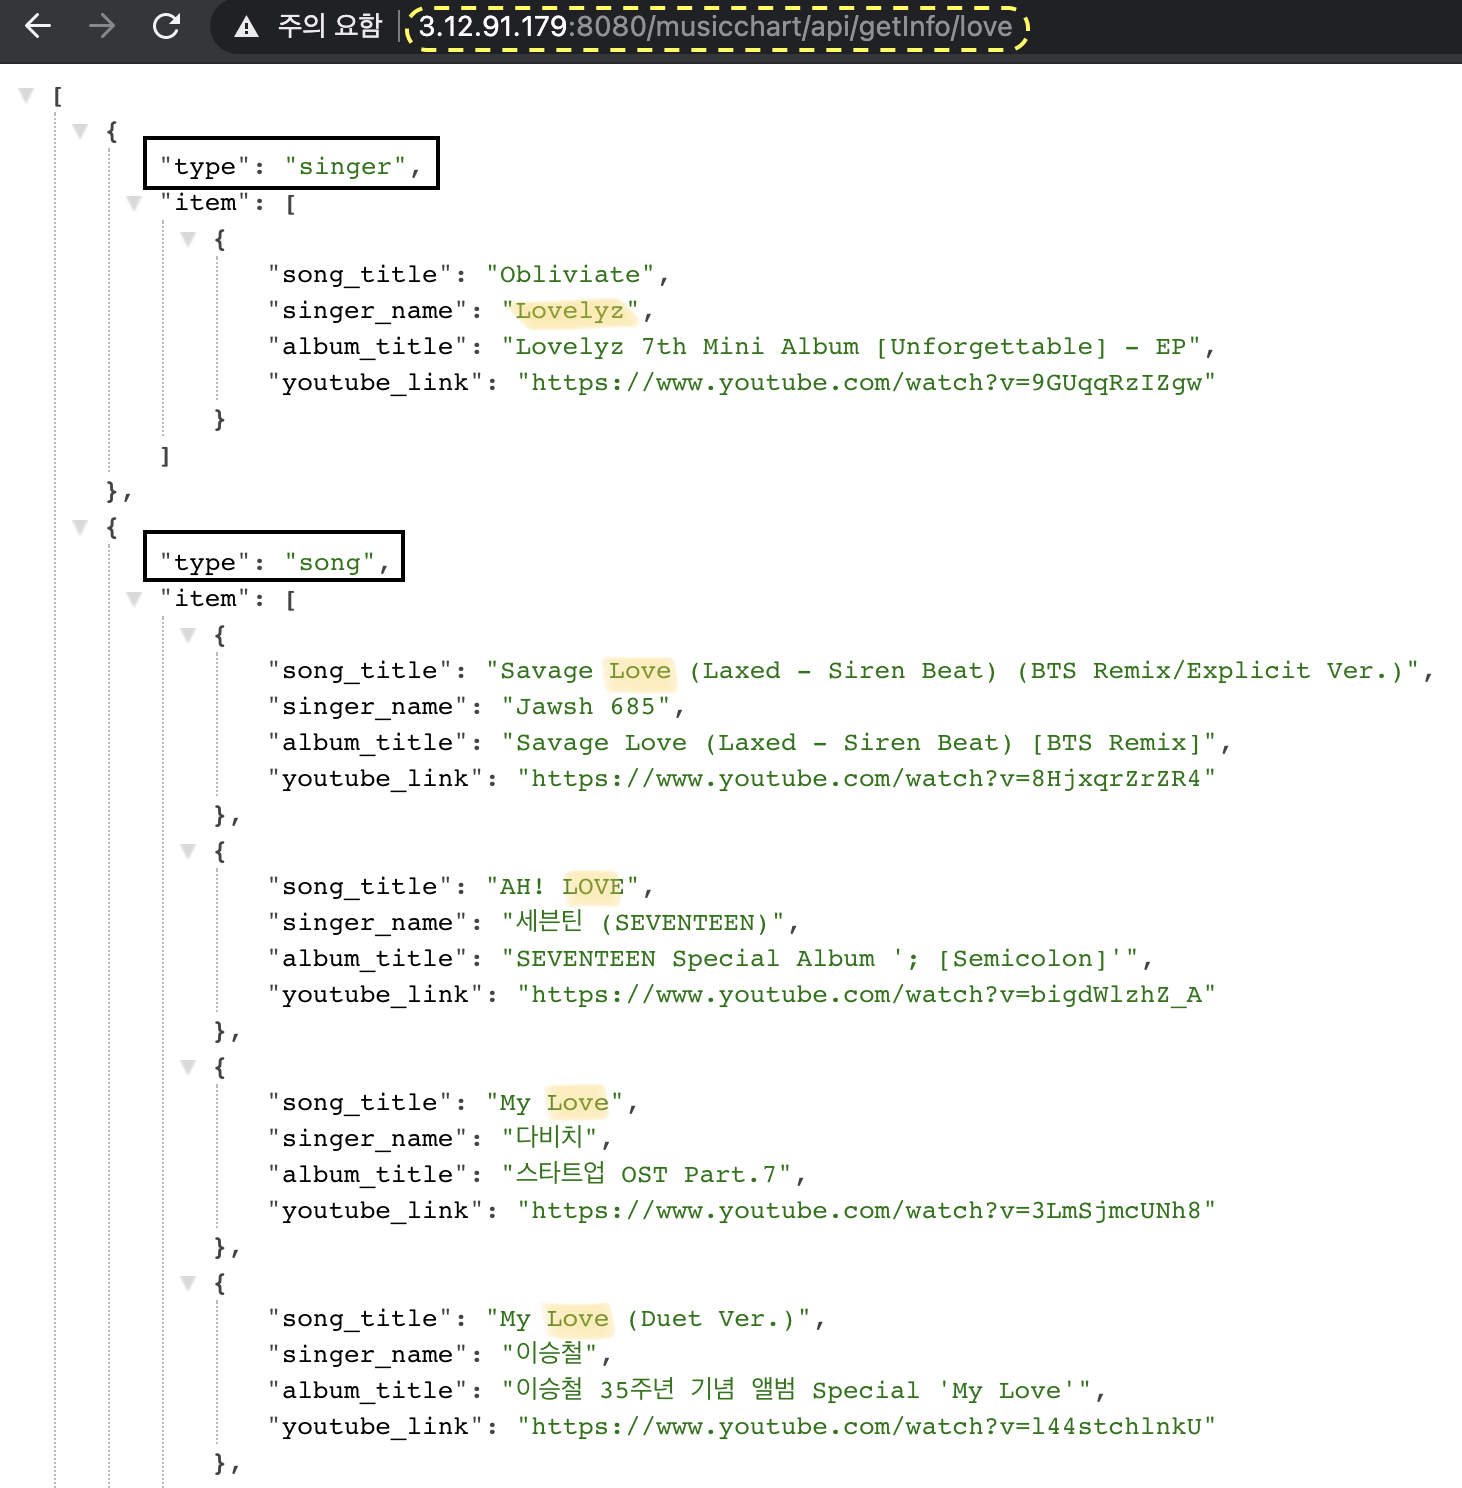 주의 요함 3.12.91.179:8080/musicchart/api/getInfo/love
[
{
"type": "singer",
"item": [
{
"song_title": "Obliviate",
"singer_name": "Lovelyz",
"album_title": "Lovelyz 7th Mini Album [Unforgettable] - EP",
"youtube_link": "https://www.youtube.com/watch?v=9GUqqRzIZgw"
}
]
},
{
"type": "song",
"item": [
{
"song_title": "Savage Love (Laxed - Siren Beat) (BTS Remix/Explicit Ver.)",
"singer_name": "Jawsh 685",
"album_title": "Savage Love (Laxed - Siren Beat) [BTS Remix]",
"youtube_link": "https://www.youtube.com/watch?v=8HjxqrZrZR4"
},
{
"song_title": "AH! LOVE",
"singer_name": "세븐틴 (SEVENTEEN)",
"album_title": "SEVENTEEN Special Album '; [Semicolon]'",
"youtube_link": "https://www.youtube.com/watch?v=bigdWlzhZ_A"
},
{
"song_title": "My Love",
"singer_name": "다비치",
"album_title": "스타트업 OST Part.7",
"youtube_link": "https://www.youtube.com/watch?v=3LmSjmcUNh8"
},
{
"song_title": "My Love (Duet Ver.)",
"singer_name": "이승철",
"album_title": "이승철 35주년 기념 앨범 Special 'My Love'",
"youtube_link": "https://www.youtube.com/watch?v=l44stchlnkU"
},